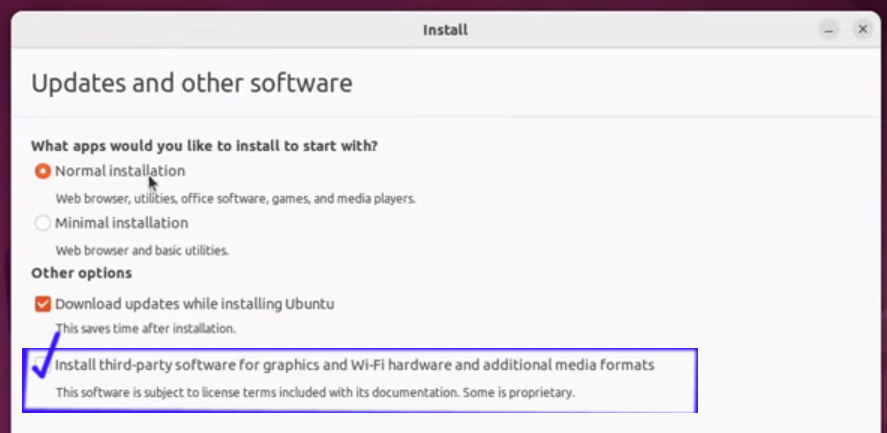 Install
Updates and other software
What apps would you like to install to start with?
Normal installation
Web browser, utilities, office software, games, and media players.
Minimal installation
Web browser and basic utilities.
Other options
Download updates while installing Ubuntu
This saves time after installation.
Install third-party software for graphics and Wi-Fi hardware and additional media formats
This software is subject to license terms included with its documentation. Some is proprietary.